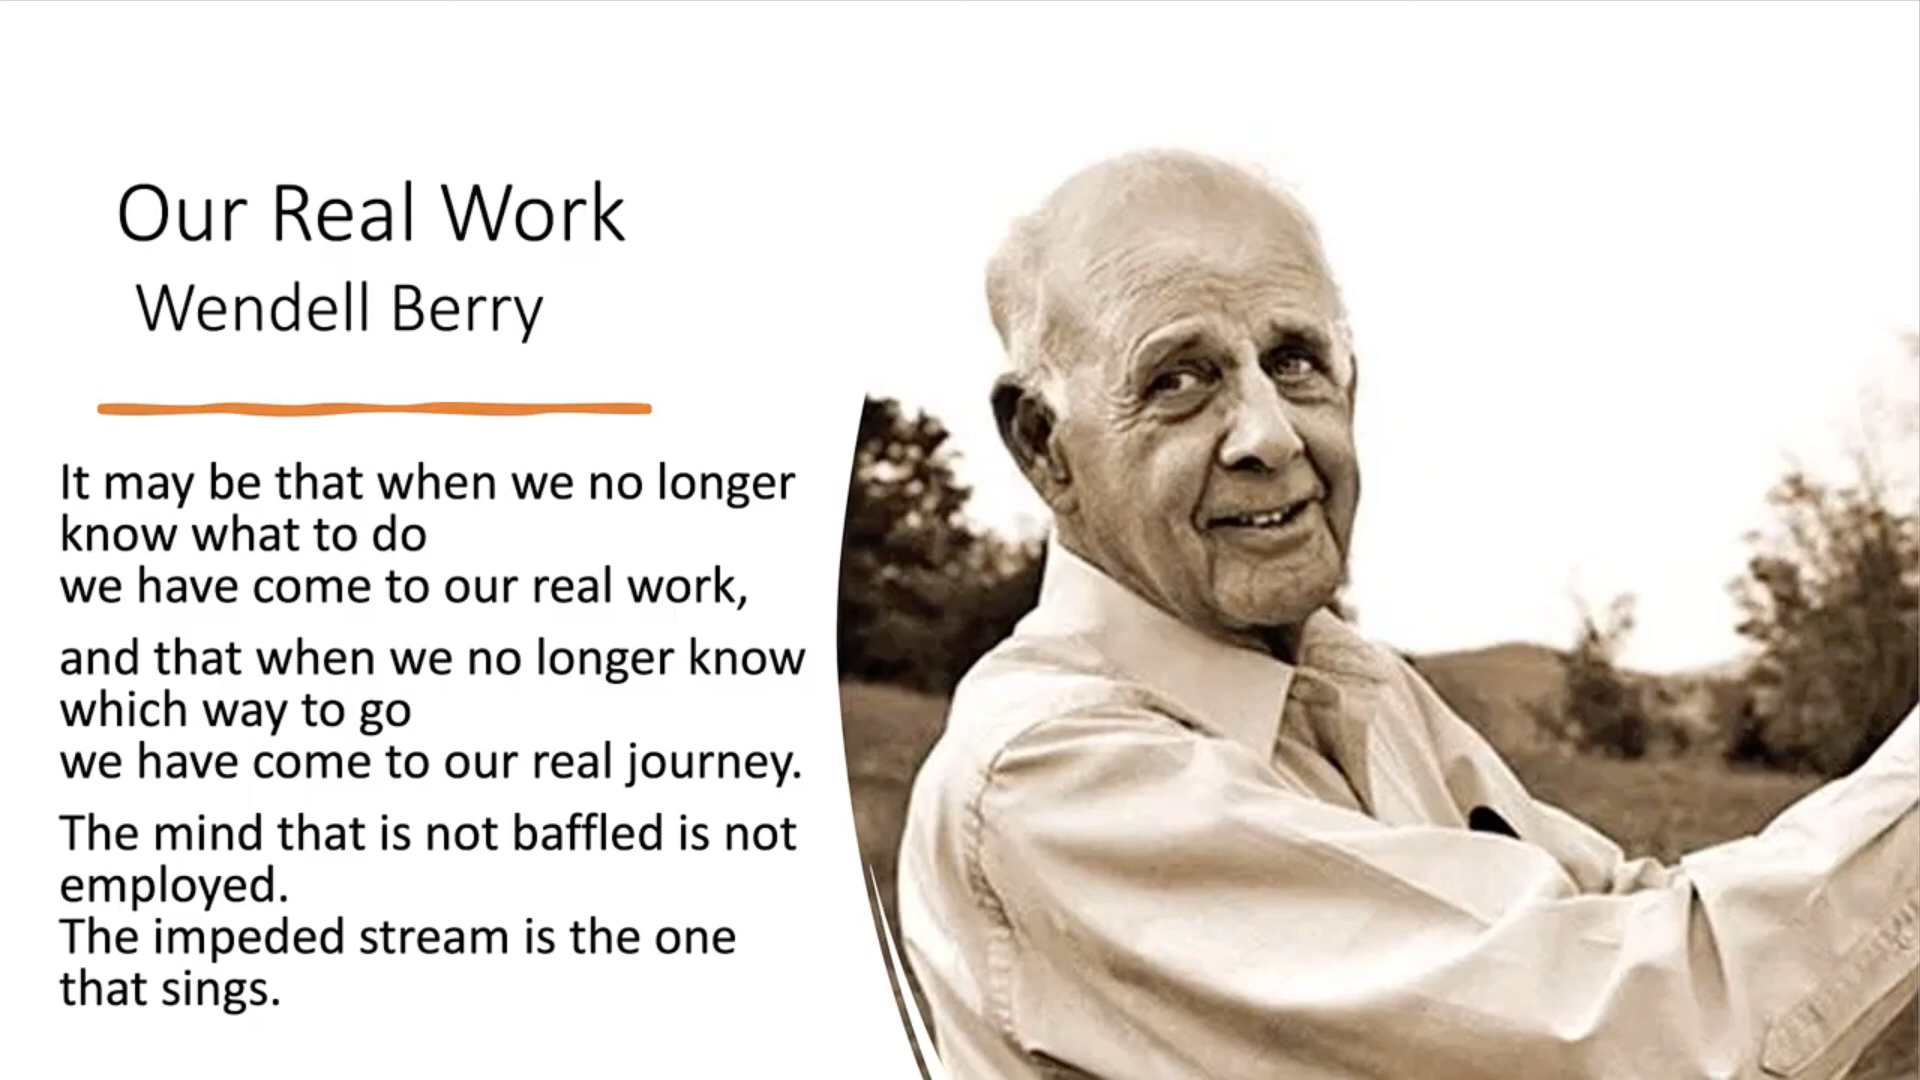 Our Real Work
Wendell Berry
It may be that when we no longer
know what to do
we have come to our real work,
and that when we no longer know
which way to go
we have come to our real journey.
The mind that is not baffled is not
employed.
The impeded stream is the one
that sings.